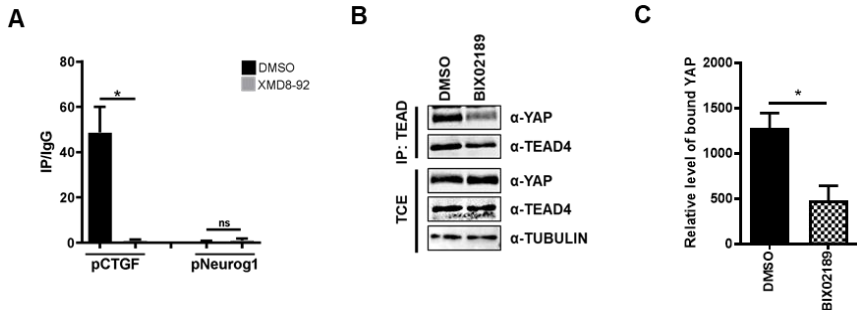 A
IP/IgG
80
60
40
20
0
*
ns
DMSO
XMD8-92
pCTGF
pNeurog1
B
DMSO
BIX02189
IP: TEAD
α-YAP
α-TEAD4
TCE
α-YAP
α-TEAD4
α-TUBULIN
C
Relative level of bound YAP
2000
1500
1000
500
0
*
DMSO
BIX02189